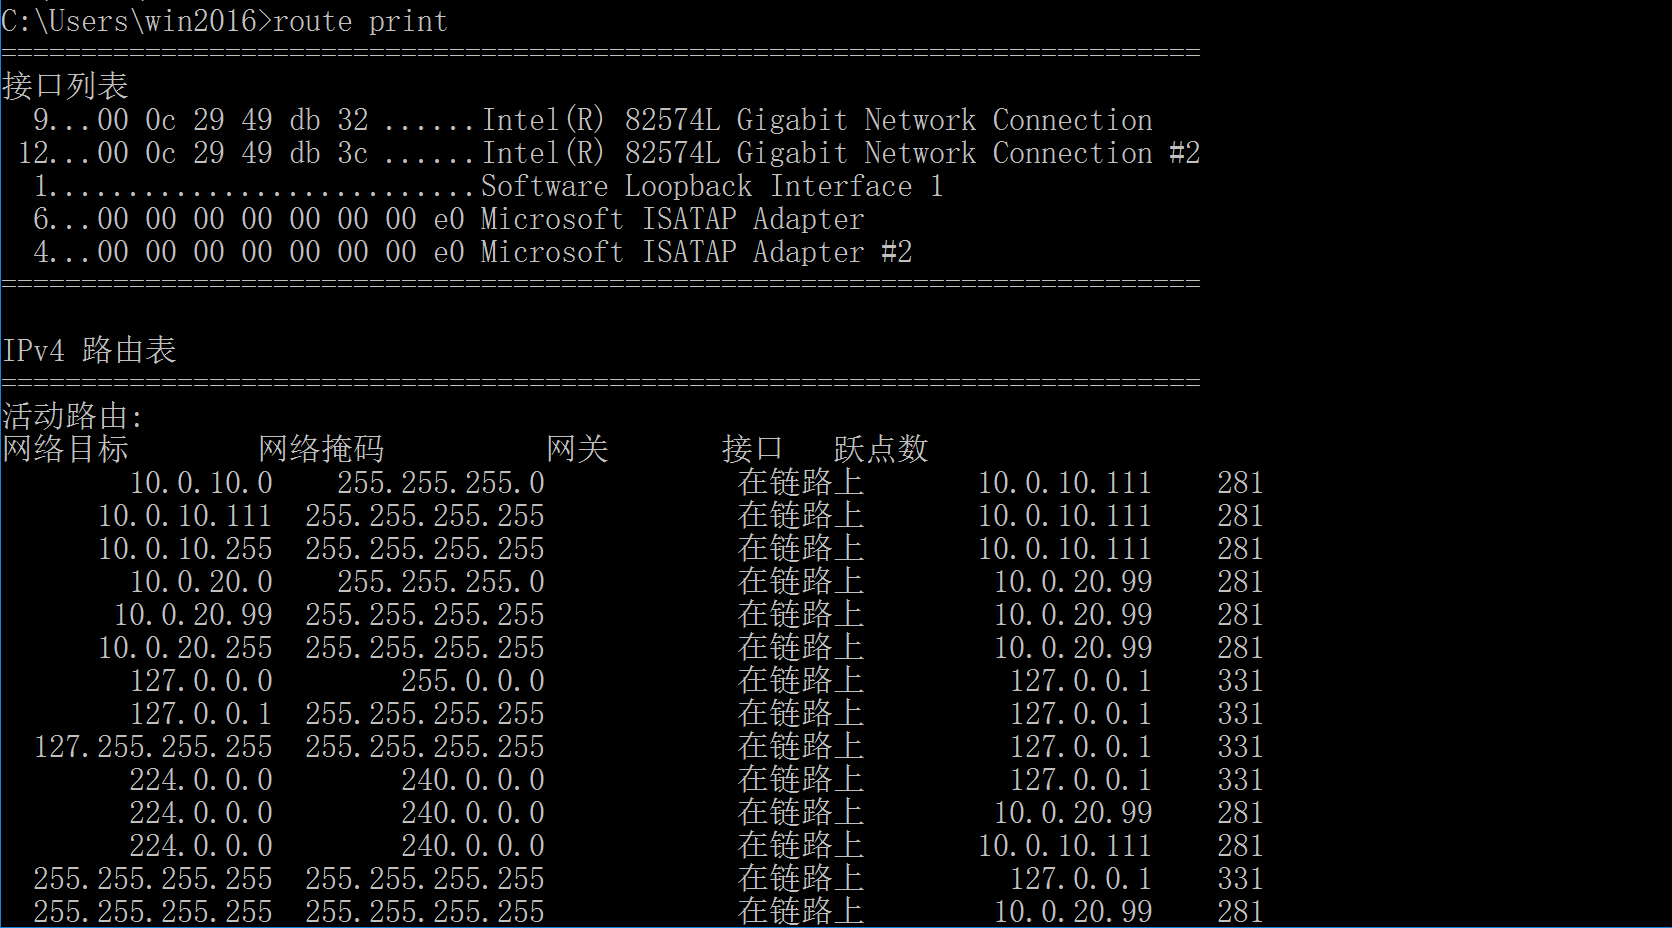 C:\Users\win2016>route print
===========================================================================
接口列表
  9...00 0c 29 49 db 32 ......Intel(R) 82574L Gigabit Network Connection
 12...00 0c 29 49 db 3c ......Intel(R) 82574L Gigabit Network Connection #2
  1...........................Software Loopback Interface 1
  6...00 00 00 00 00 00 00 e0 Microsoft ISATAP Adapter
  4...00 00 00 00 00 00 00 e0 Microsoft ISATAP Adapter #2
===========================================================================
IPv4 路由表
===========================================================================
活动路由:
网络目标        网络掩码          网关       接口   跃点数
        10.0.10.0    255.255.255.0            在链路上       10.0.10.111    281
      10.0.10.111  255.255.255.255            在链路上       10.0.10.111    281
      10.0.10.255  255.255.255.255            在链路上       10.0.10.111    281
        10.0.20.0    255.255.255.0            在链路上        10.0.20.99    281
       10.0.20.99  255.255.255.255            在链路上        10.0.20.99    281
      10.0.20.255  255.255.255.255            在链路上        10.0.20.99    281
        127.0.0.0        255.0.0.0            在链路上         127.0.0.1    331
        127.0.0.1  255.255.255.255            在链路上         127.0.0.1    331
  127.255.255.255  255.255.255.255            在链路上         127.0.0.1    331
        224.0.0.0        240.0.0.0            在链路上         127.0.0.1    331
        224.0.0.0        240.0.0.0            在链路上        10.0.20.99    281
        224.0.0.0        240.0.0.0            在链路上       10.0.10.111    281
  255.255.255.255  255.255.255.255            在链路上         127.0.0.1    331
  255.255.255.255  255.255.255.255            在链路上        10.0.20.99    281